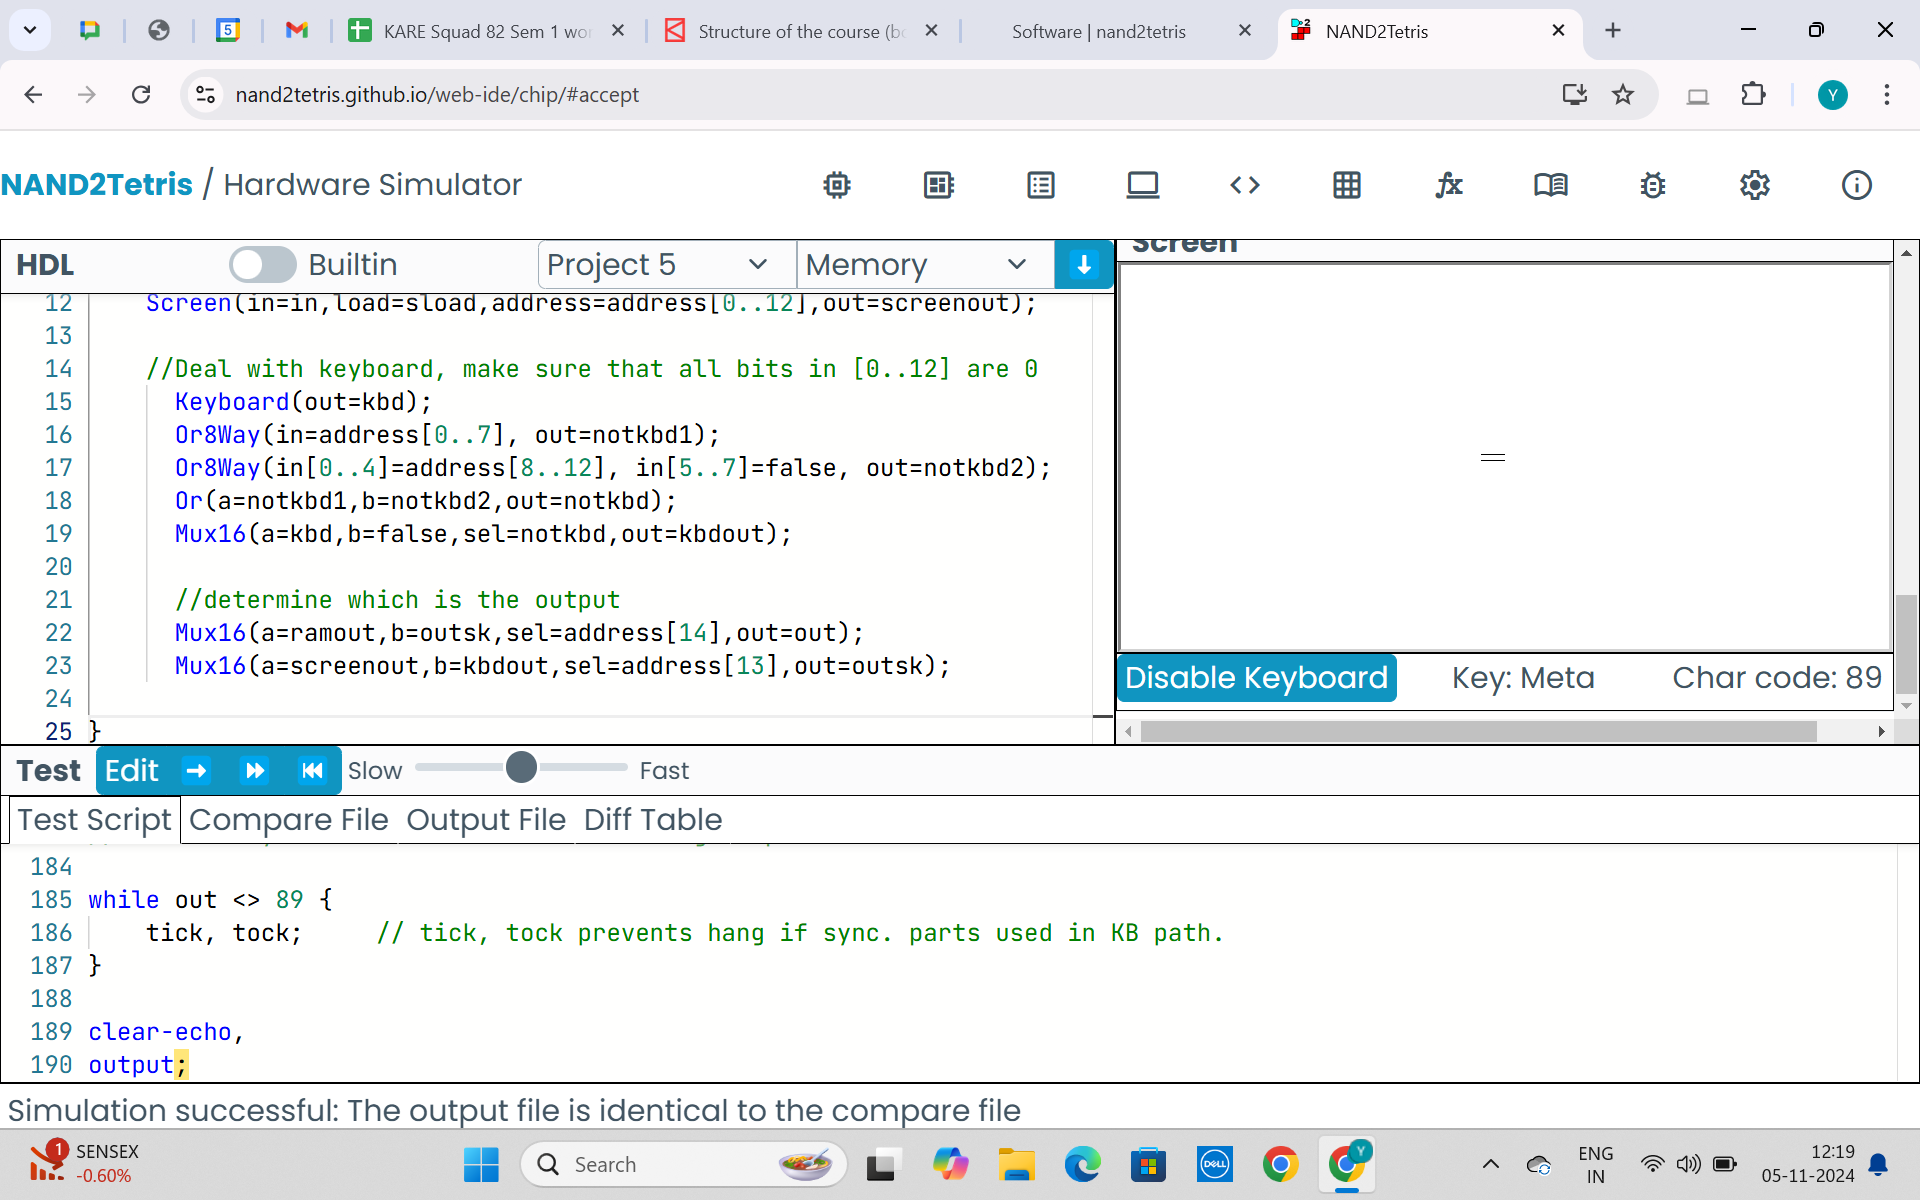 5 KARE Squad 82 Sem 1 wor Structure of the course (bo Software | nand2tetris NAND2Tetris
nand2tetris.github.io/web-ide/chip/#accept Y
NAND2Tetris / Hardware Simulator
HDL Builtin Project 5 Memory
Screen
12 Screen(in=in,load=sload,address=address[0..12],out=screenout);
13
14 //Deal with keyboard, make sure that all bits in [0..12] are 0
15 Keyboard(out=kbd);
16 Or8Way(in=address[0..7], out=notkbd1);
17 Or8Way(in[0..4]=address[8..12], in[5..7]=false, out=notkbd2);
18 Or(a=notkbd1,b=notkbd2,out=notkbd);
19 Mux16(a=kbd,b=false,sel=notkbd,out=kbdout);
20
21 //determine which is the output
22 Mux16(a=ramout,b=outsk,sel=address[14],out=out);
23 Mux16(a=screenout,b=kbdout,sel=address[13],out=outsk);
24
25 }
Disable Keyboard Key: Meta Char code: 89
Test Edit Slow Fast
Test Script Compare File Output File Diff Table
184
185 while out <> 89 {
186 tick, tock; // tick, tock prevents hang if sync. parts used in KB path.
187 }
188
189 clear-echo,
190 output;
Simulation successful: The output file is identical to the compare file
1 SENSEX
-0.60%
Search
DELL
Y
ENG
IN
12:19
05-11-2024